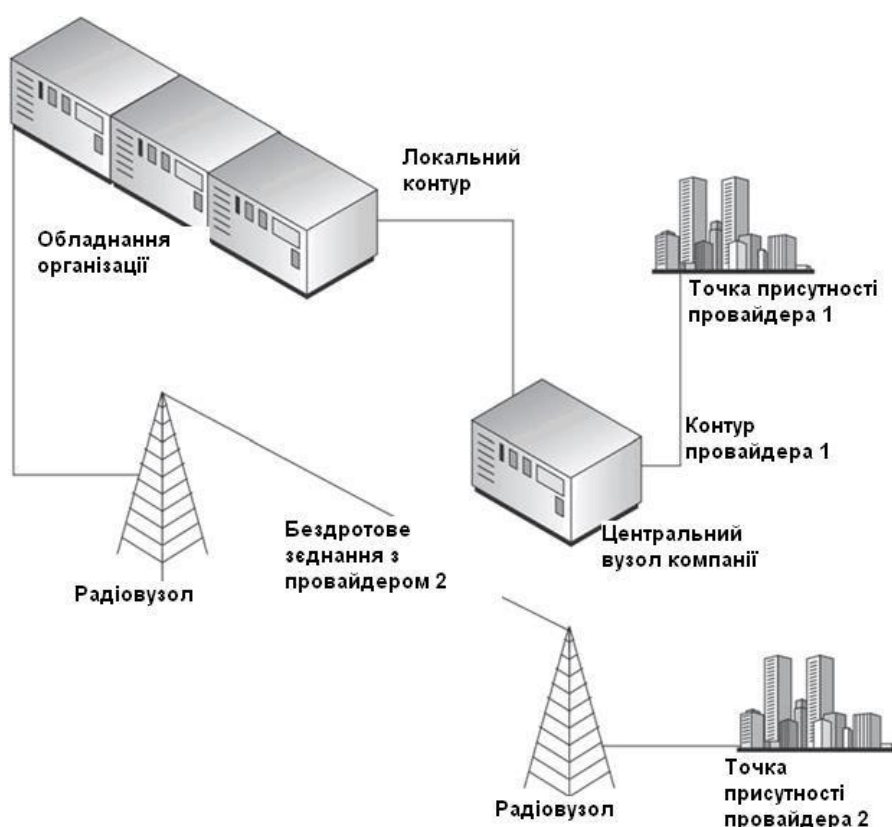 Локальний
контур
Обладнання
організації
Точка присутності
провайдера 1
Контур
провайдера 1
Центральний
вузол компанії
Бездротове
зєднання з
провайдером 2
Радіовузол
Радіовузол
Точка
присутності
провайдера 2